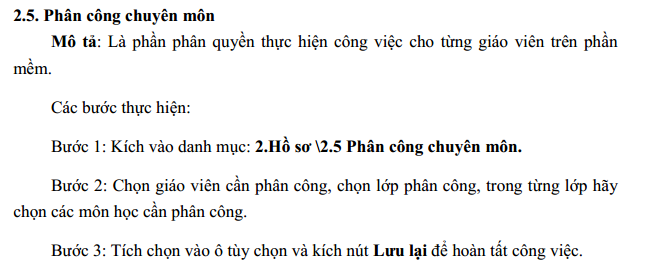 2.5. Phân công chuyên môn
Mô tả: Là phần phân quyền thực hiện công việc cho từng giáo viên trên phần
mềm.
Các bước thực hiện:
Bước 1: Kích vào danh mục: 2.Hồ sơ \2.5 Phân công chuyên môn.
Bước 2: Chọn giáo viên cần phân công, chọn lớp phân công, trong từng lớp hãy
chọn các môn học cần phân công.
Bước 3: Tích chọn vào ô tùy chọn và kích nút Lưu lại để hoàn tất công việc.